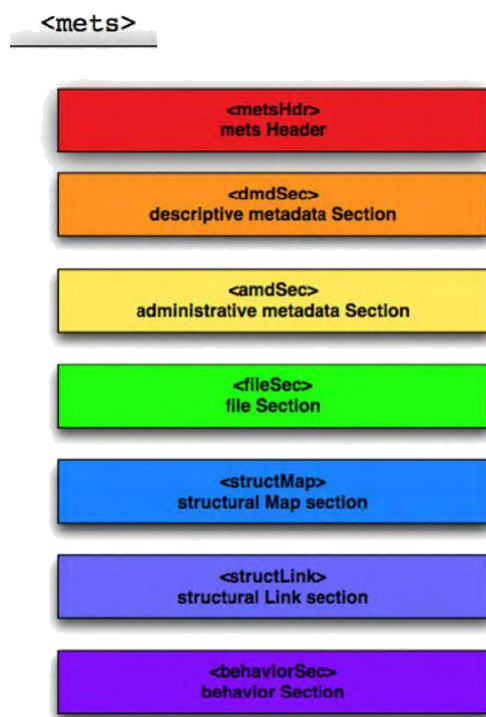 <mets>
<metsHdr>
mets Header
<dmdSec>
descriptive metadata Section
<amdSec>
administrative metadata Section
<fileSec>
file Section
<structMap>
structural Map section
<structLink>
structural Link section
<behaviorSec>
behavior Section